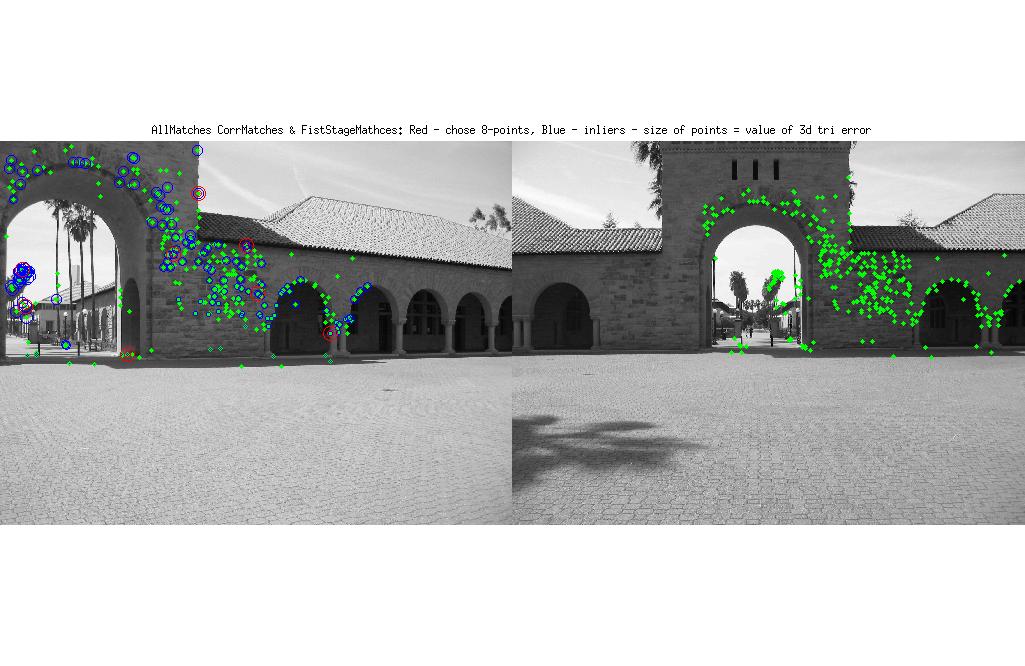 AllMatches CorrMatches & FistStageMathces: Red - chose 8-points, Blue - inliers - size of points = value of 3d tri error